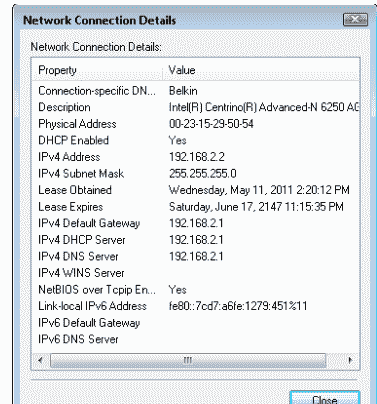 Network Connection Details
Network Connection Details:
Property Value
Connection-specific DN... Belkin
Description Intel(R) Centrino(R) Advanced-N 6250 AG
Physical Address 00-23-15-29-50-54
DHCP Enabled Yes
IPv4 Address 192.168.2.2
IPv4 Subnet Mask 255.255.255.0
Lease Obtained Wednesday, May 11, 2011 2:20:12 PM
Lease Expires Saturday, June 17, 2147 11:15:35 PM
IPv4 Default Gateway 192.168.2.1
IPv4 DHCP Server 192.168.2.1
IPv4 DNS Server 192.168.2.1
IPv4 WINS Server
NetBIOS over Tcpip En... Yes
Link-local IPv6 Address fe80::7cd7:a6fe:1279:451%11
IPv6 Default Gateway
IPv6 DNS Server
Close